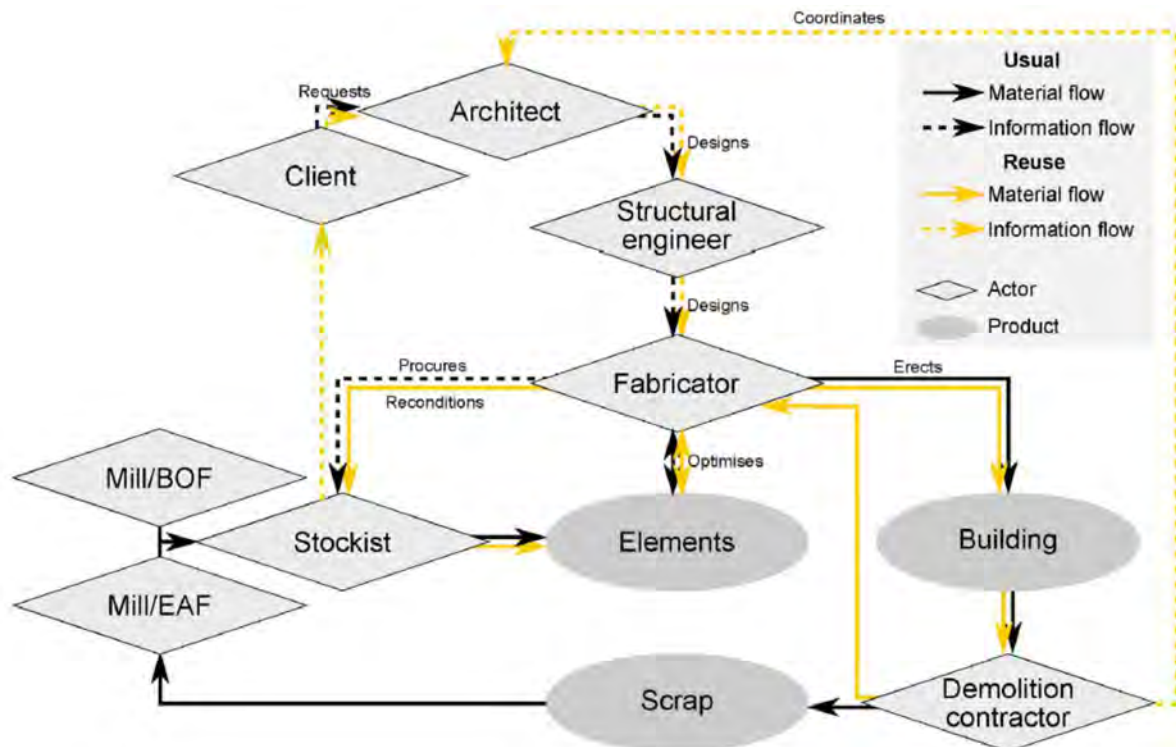 Coordinates
Usual
Material flow
Information flow
Reuse
Material flow
Information flow
Actor
Product
Requests
Architect
Client
Designs
Structural
engineer
Designs
Procures
Fabricator
Erects
Reconditions
Optimises
Mill/BOF
Stockist
Elements
Building
Mill/EAF
Scrap
Demolition
contractor